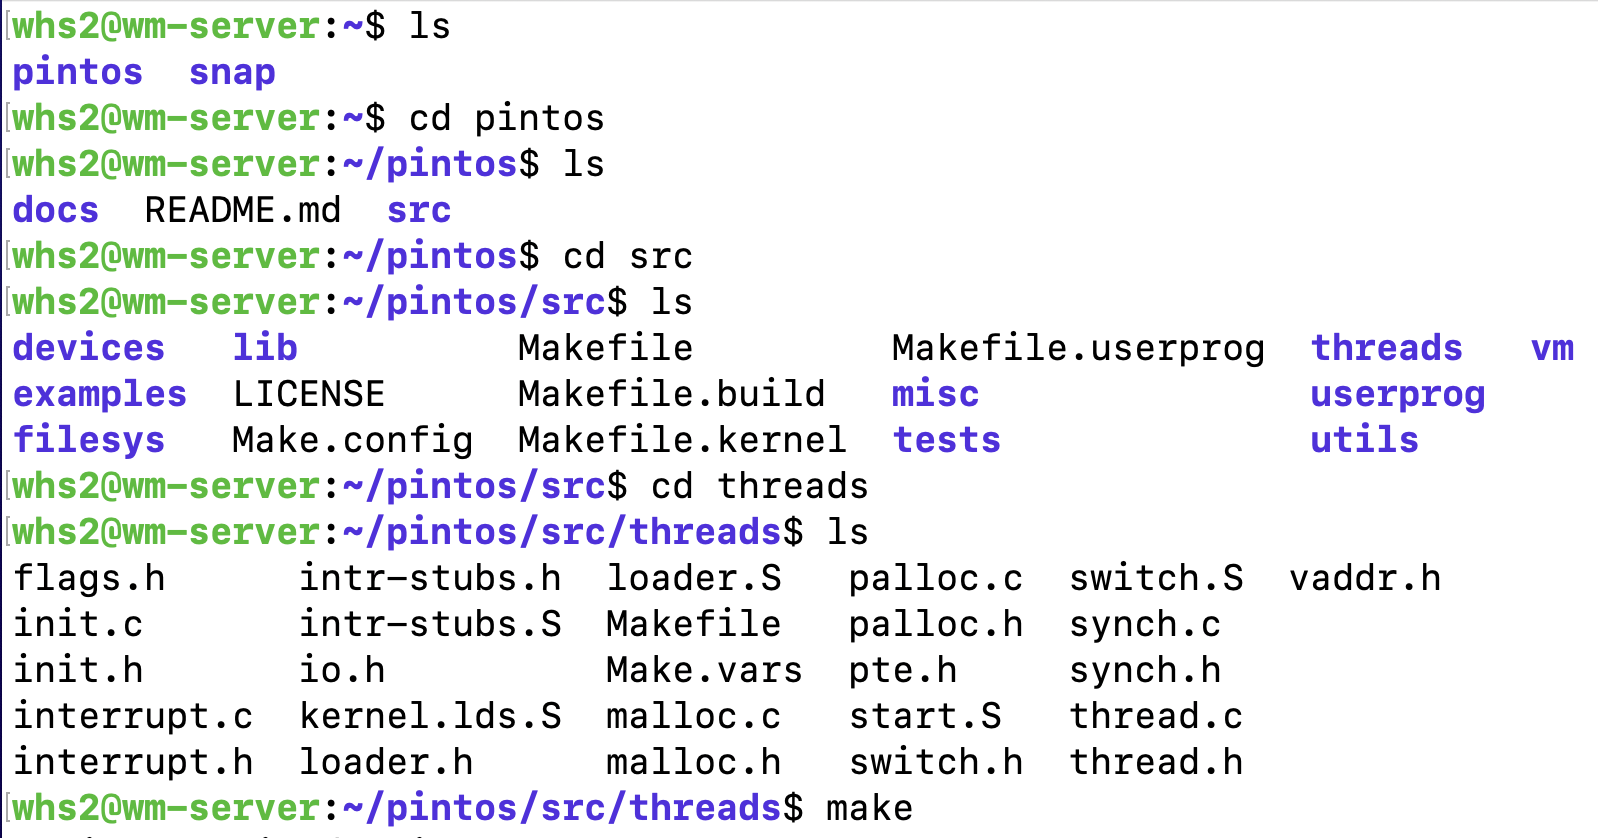 whs2@wm-server:~$ ls
pintos  snap
whs2@wm-server:~$ cd pintos
whs2@wm-server:~/pintos$ ls
docs  README.md  src
whs2@wm-server:~/pintos$ cd src
whs2@wm-server:~/pintos/src$ ls
devices   lib          Makefile         Makefile.userprog  threads   vm
examples  LICENSE      Makefile.build   misc               userprog
filesys   Make.config  Makefile.kernel  tests              utils
whs2@wm-server:~/pintos/src$ cd threads
whs2@wm-server:~/pintos/src/threads$ ls
flags.h      intr-stubs.h  loader.S   palloc.c  switch.S  vaddr.h
init.c       intr-stubs.S  Makefile   palloc.h  synch.c
init.h       io.h          Make.vars  pte.h     synch.h
interrupt.c  kernel.lds.S  malloc.c   start.S   thread.c
interrupt.h  loader.h      malloc.h   switch.h  thread.h
whs2@wm-server:~/pintos/src/threads$ make